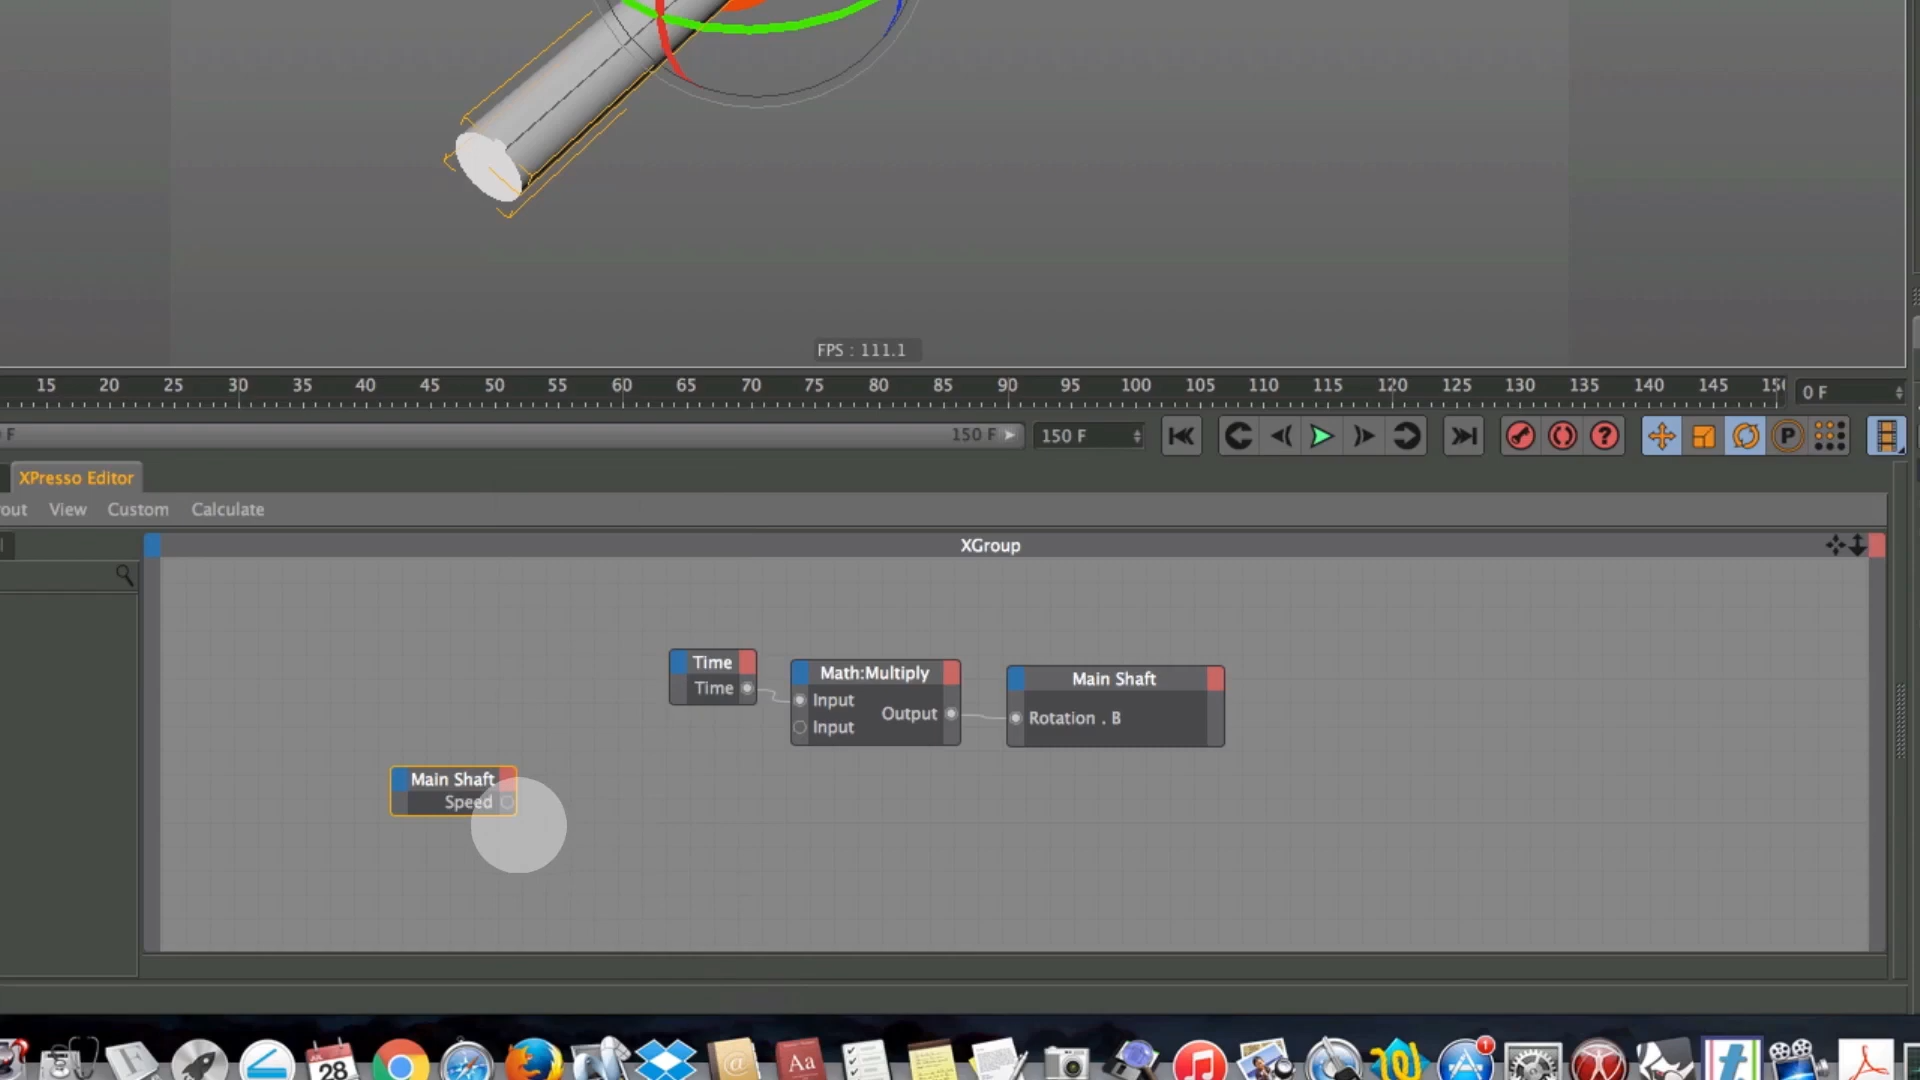 FPS : 111.1
15 20 25 30 35 40 45 50 55 60 65 70 75 80 85 90 95 100 105 110 115 120 125 130 135 140 145 0 F
F 150 F 150 F P
XPresso Editor
View Custom Calculate
XGroup
Time
Time
Math:Multiply
Input
Output
Input
Main Shaft
Rotation . B
Main Shaft
Speed
JUL
28
@
Aa
1
t